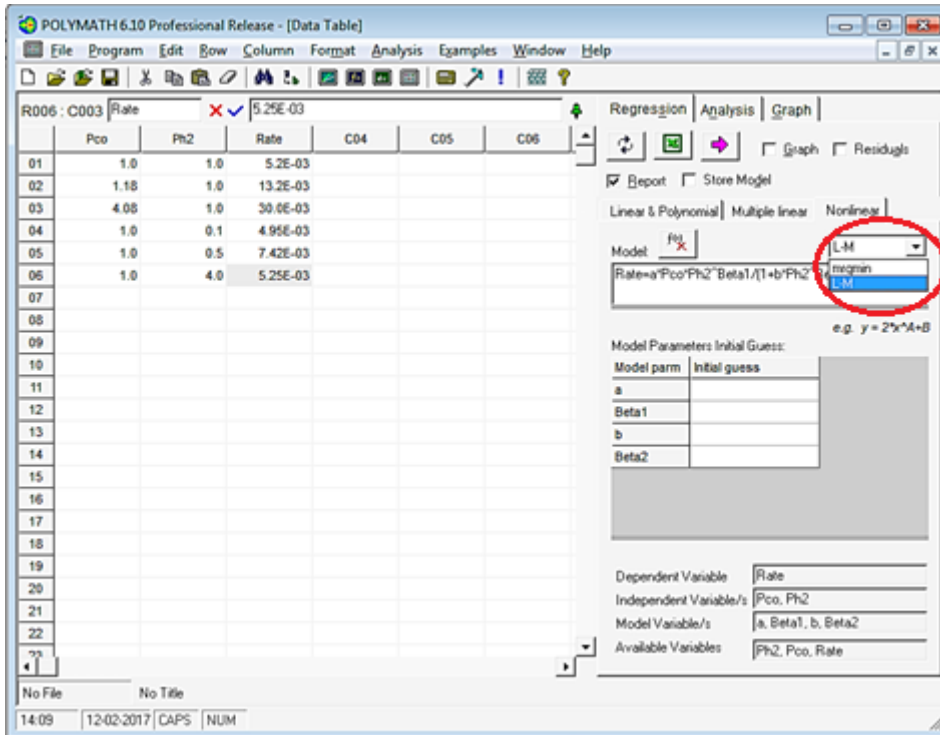 POLYMATH 6.10 Professional Release - [Data Table]
File Program Edit Row Column Format Analysis Examples Window Help
R006 : C003 Rate 5.25E-03
Pco Ph2 Rate C04 C05 C06
01 1.0 1.0 5.2E-03
02 1.18 1.0 13.2E-03
03 4.08 1.0 30.0E-03
04 1.0 0.1 4.95E-03
05 1.0 0.5 7.42E-03
06 1.0 4.0 5.25E-03
07
08
09
10
11
12
13
14
15
16
17
18
19
20
21
22
Regression Analysis Graph
Graph Residuals
Report Store Model
Linear & Polynomial Multiple linear Nonlinear
Model: L-M
mrqmin
L-M
Rate=a*Pco*Ph2^Beta1/(1+b*Ph2^
e.g. y = 2*x^A+B
Model Parameters Initial Guess:
Model parm Initial guess
a
Beta1
b
Beta2
Dependent Variable Rate
Independent Variable/s Pco, Ph2
Model Variable/s a, Beta1, b, Beta2
Available Variables Ph2, Pco, Rate
No File No Title
14:09 12-02-2017 CAPS NUM